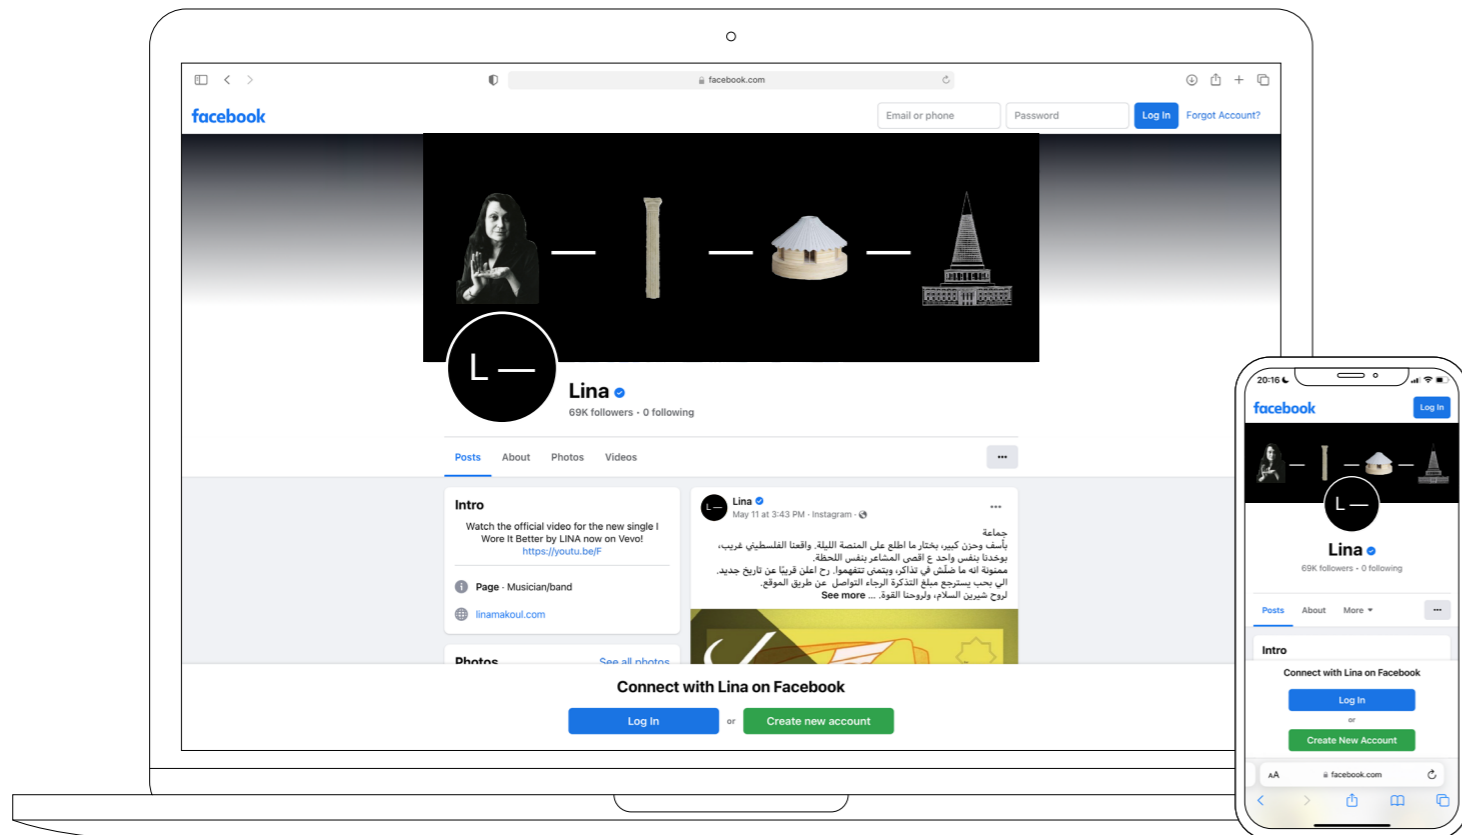 facebook.com
facebook
Email or phone
Password
Log In
Forgot Account?
L —
Lina
69K followers • 0 following
Posts
About
Photos
Videos
Intro
Watch the official video for the new single I
Wore It Better by LINA now on Vevo!
https://youtu.be/F
Page · Musician/band
linamakoul.com
Photos
See all photos
L —
Lina
May 11 at 3:43 PM · Instagram ·
جماعة
بأسف وحزن كبير، بختار ما اطلع على المنصة الليلة. واقعنا الفلسطيني غريب،
بوخدنا بنفس واحد ع اقصى المشاعر بنفس اللحظة.
ممنونة انه ما ضلّش في تذاكر، وبتمنى تتفهموا. رح اعلن قريبًا عن تاريخ جديد.
الي بحب يسترجع مبلغ التذكرة الرجاء التواصل عن طريق الموقع.
لروح شيرين السلام، ولروحنا القوة. ... See more
Connect with Lina on Facebook
Log In
or
Create new account
20:16
facebook
Log In
L —
Lina
69K followers • 0 following
Posts
About
More
Intro
Connect with Lina on Facebook
Log In
or
Create New Account
AA
facebook.com